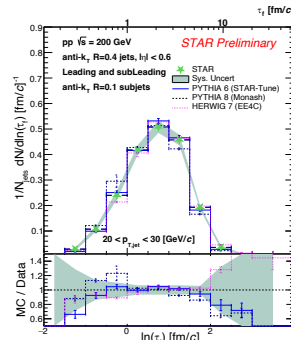 τf [fm/c]
1
10
pp √s = 200 GeV
STAR Preliminary
anti-kT R=0.4 jets, |η| < 0.6
Leading and subLeading
anti-kT R=0.1 subjets
STAR
Sys. Uncert
PYTHIA 6 (STAR-Tune)
PYTHIA 8 (Monash)
HERWIG 7 (EE4C)
1/Njets dN/dln(τf) [fm/c]⁻¹
0.9
0.8
0.7
0.6
0.5
0.4
0.3
0.2
0.1
20 < pT,jet < 30 [GeV/c]
MC / Data
1.4
1.2
1.0
0.8
0.6
0
2
ln(τf) [fm/c]